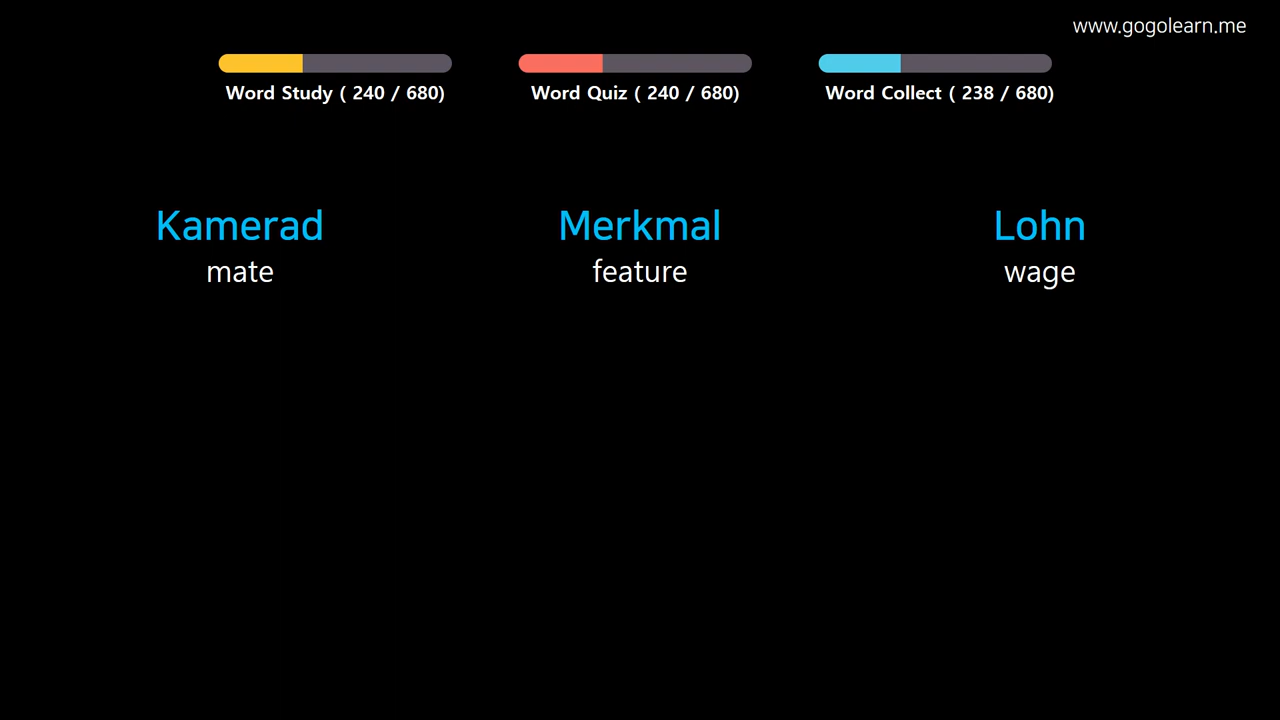 www.gogolearn.me
Word Study ( 240 / 680)
Word Quiz ( 240 / 680)
Word Collect ( 238 / 680)
Kamerad
mate
Merkmal
feature
Lohn
wage